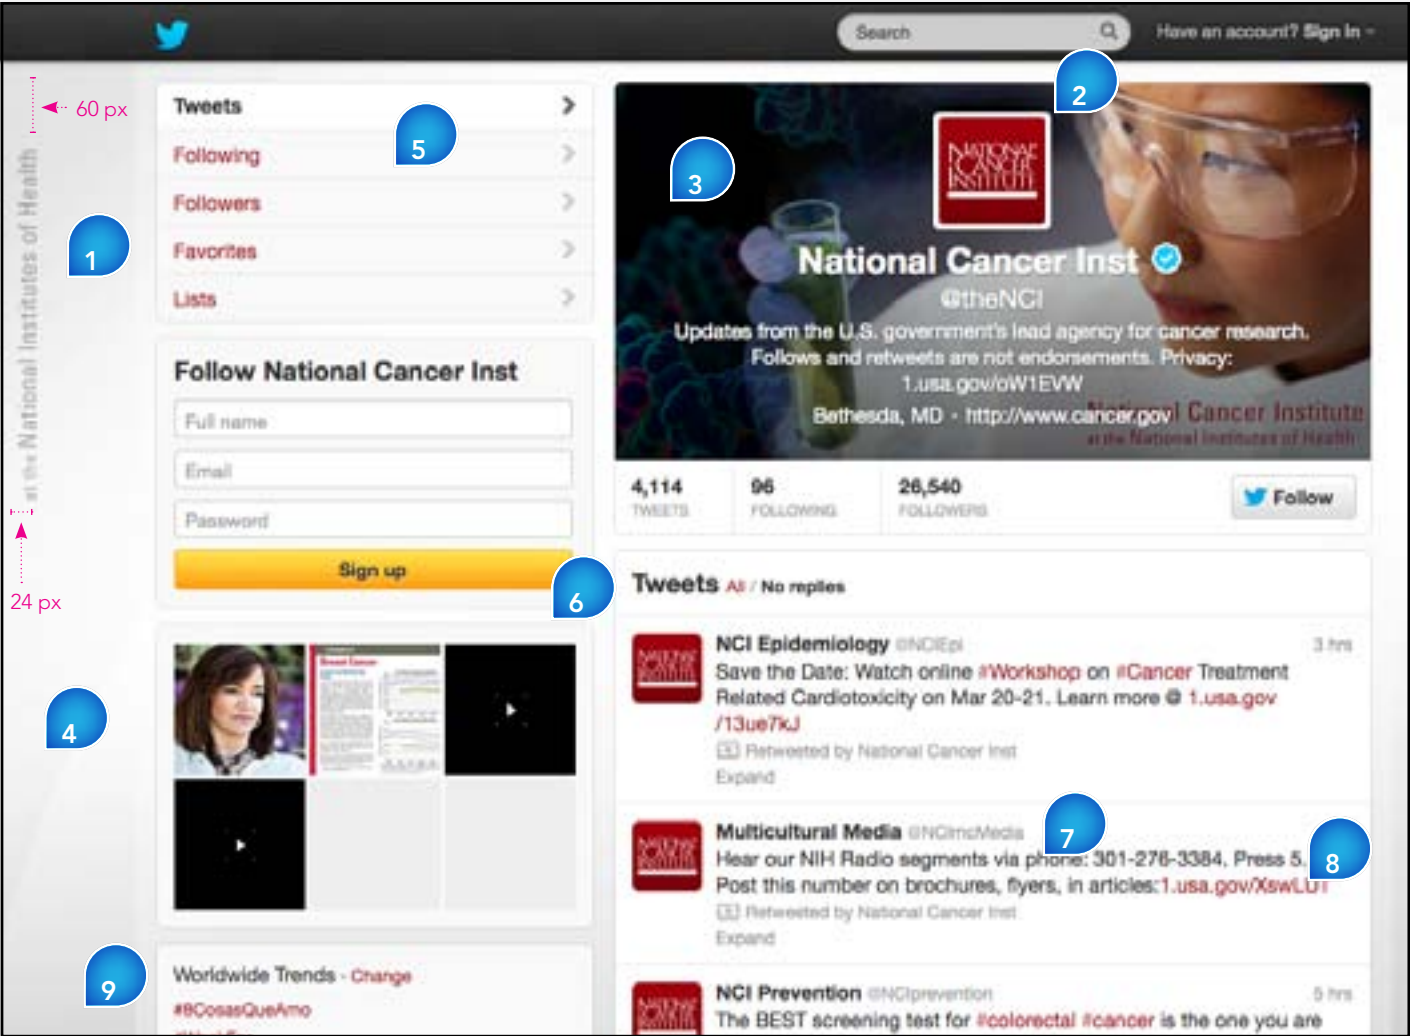 Search
Have an account? Sign In
60 px
Tweets
Following
Followers
Favorites
Lists
at the National Institutes of Health
24 px
1
2
3
4
5
6
7
8
9
Follow National Cancer Inst
Full name
Email
Password
Sign up
NATIONAL
CANCER
INSTITUTE
National Cancer Inst
@theNCI
Updates from the U.S. government's lead agency for cancer research.
Follows and retweets are not endorsements. Privacy:
1.usa.gov/oW1EVW
Bethesda, MD · http://www.cancer.gov
National Cancer Institute
at the National Institutes of Health
4,114 TWEETS
96 FOLLOWING
26,540 FOLLOWERS
Follow
Tweets All / No replies
NCI Epidemiology @NCIEpi 3 hrs
Save the Date: Watch online #Workshop on #Cancer Treatment
Related Cardiotoxicity on Mar 20-21. Learn more @ 1.usa.gov
/13ue7kJ
Retweeted by National Cancer Inst
Expand
Multicultural Media @NCImcMedia
Hear our NIH Radio segments via phone: 301-276-3384. Press 5.
Post this number on brochures, flyers, in articles:1.usa.gov/XswLU1
Retweeted by National Cancer Inst
Expand
NCI Prevention @NCIprevention 5 hrs
The BEST screening test for #colorectal #cancer is the one you are
Breast Cancer
Worldwide Trends · Change
#8CosasQueAmo